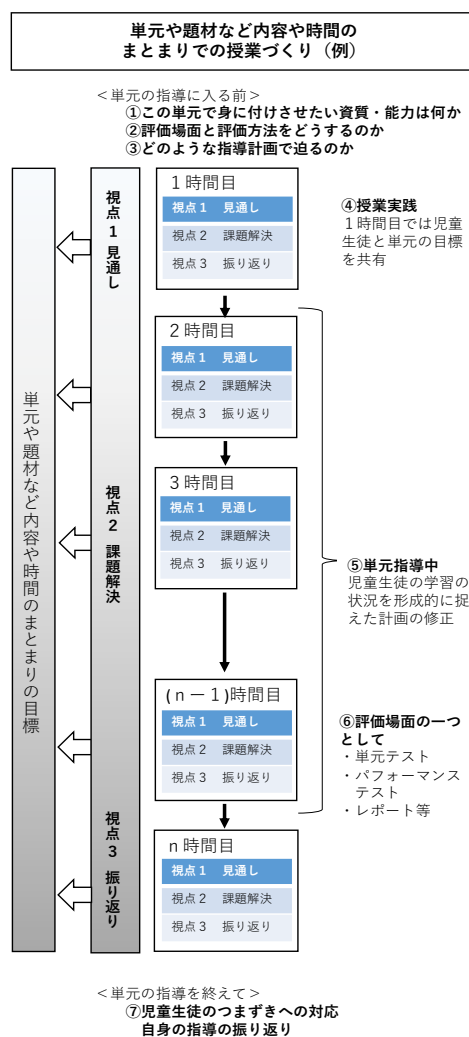 単元や題材など内容や時間の
まとまりでの授業づくり（例）
＜単元の指導に入る前＞
①この単元で身に付けさせたい資質・能力は何か
②評価場面と評価方法をどうするのか
③どのような指導計画で迫るのか
単元や題材など内容や時間のまとまりの目標
視点１ 見通し
視点２ 課題解決
視点３ 振り返り
１時間目
視点１ 見通し
視点２ 課題解決
視点３ 振り返り
④授業実践
１時間目では児童
生徒と単元の目標
を共有
２時間目
視点１ 見通し
視点２ 課題解決
視点３ 振り返り
３時間目
視点１ 見通し
視点２ 課題解決
視点３ 振り返り
⑤単元指導中
児童生徒の学習の
状況を形成的に捉
えた計画の修正
(ｎ－１)時間目
視点１ 見通し
視点２ 課題解決
視点３ 振り返り
⑥評価場面の一つ
として
・単元テスト
・パフォーマンス
テスト
・レポート等
ｎ時間目
視点１ 見通し
視点２ 課題解決
視点３ 振り返り
＜単元の指導を終えて＞
⑦児童生徒のつまずきへの対応
自身の指導の振り返り